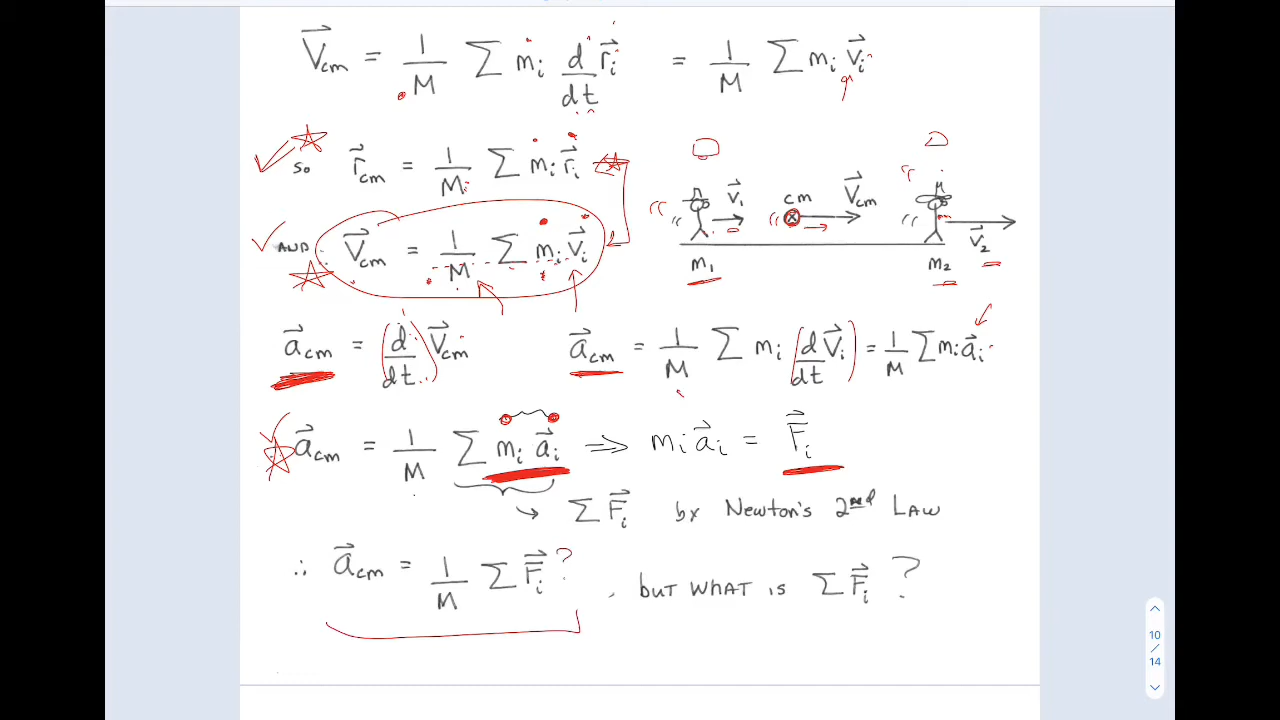 V⃗cm = 1/M Σ mᵢ d/dt r⃗ᵢ = 1/M Σ mᵢ v⃗ᵢ
So r⃗cm = 1/M Σ mᵢ r⃗ᵢ
AND V⃗cm = 1/M Σ mᵢ V⃗ᵢ
V⃗₁ cm V⃗cm V⃗₂
m₁ m₂
a⃗cm = (d/dt) V⃗cm a⃗cm = 1/M Σ mᵢ (d/dt V⃗ᵢ) = 1/M Σ mᵢ a⃗ᵢ
a⃗cm = 1/M Σ mᵢ a⃗ᵢ ⇒ mᵢ a⃗ᵢ = F⃗ᵢ
→ Σ F⃗ᵢ by Newton's 2nd LAW
∴ a⃗cm = 1/M Σ F⃗ᵢ ? , but WHAT IS Σ F⃗ᵢ ?
10
/
14